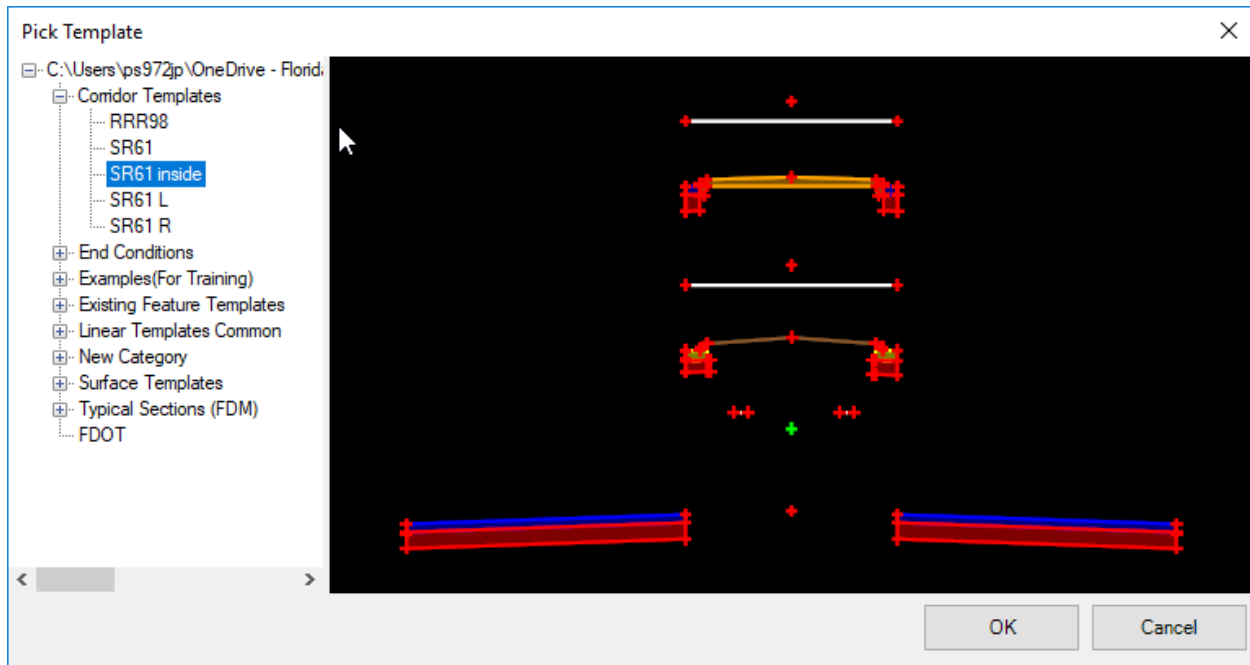 Pick Template
C:\Users\ps972jp\OneDrive - Florid
Corridor Templates
RRR98
SR61
SR61 inside
SR61 L
SR61 R
End Conditions
Examples(For Training)
Existing Feature Templates
Linear Templates Common
New Category
Surface Templates
Typical Sections (FDM)
FDOT
OK
Cancel